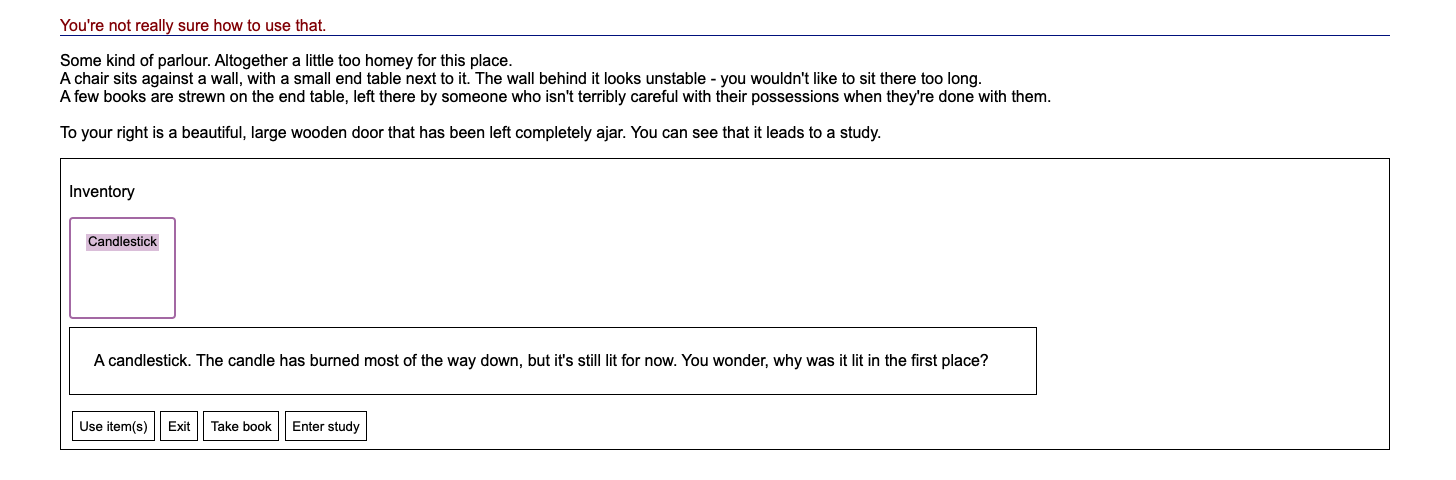 You're not really sure how to use that.
Some kind of parlour. Altogether a little too homey for this place.
A chair sits against a wall, with a small end table next to it. The wall behind it looks unstable - you wouldn't like to sit there too long.
A few books are strewn on the end table, left there by someone who isn't terribly careful with their possessions when they're done with them.
To your right is a beautiful, large wooden door that has been left completely ajar. You can see that it leads to a study.
Inventory
Candlestick
A candlestick. The candle has burned most of the way down, but it's still lit for now. You wonder, why was it lit in the first place?
Use item(s) Exit Take book Enter study